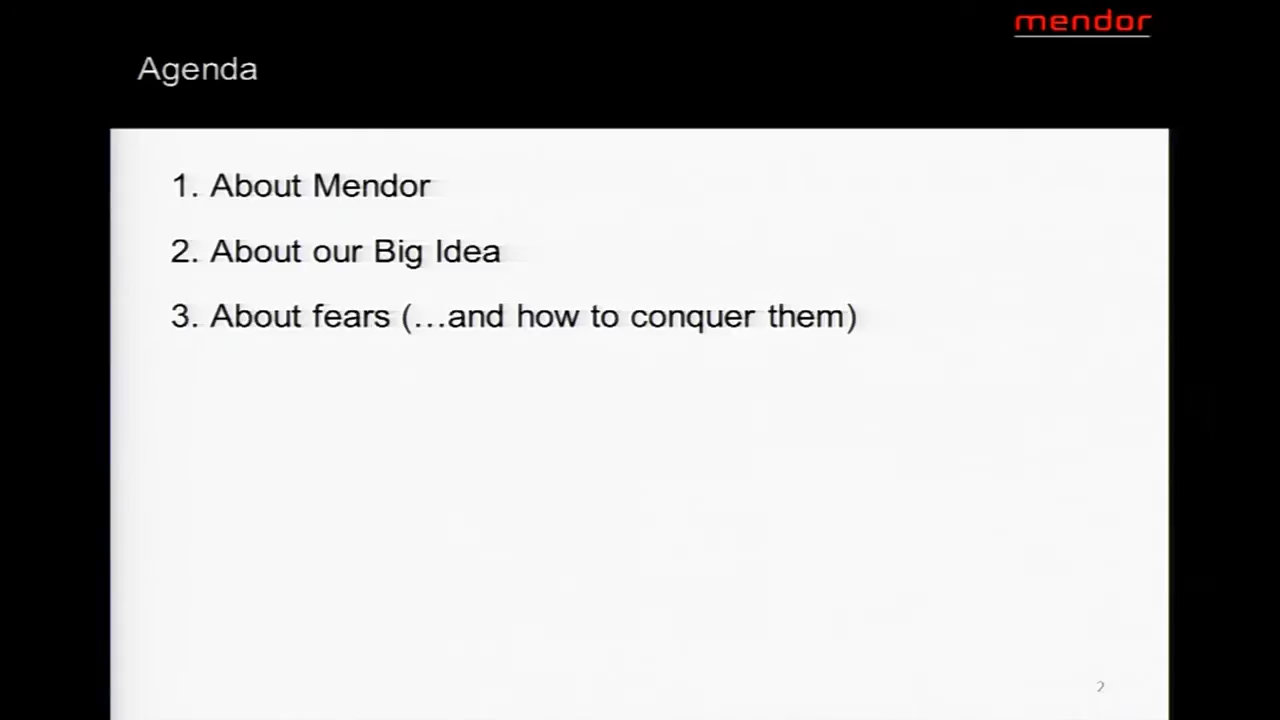 mendor
Agenda
1. About Mendor
2. About our Big Idea
3. About fears (…and how to conquer them)
2